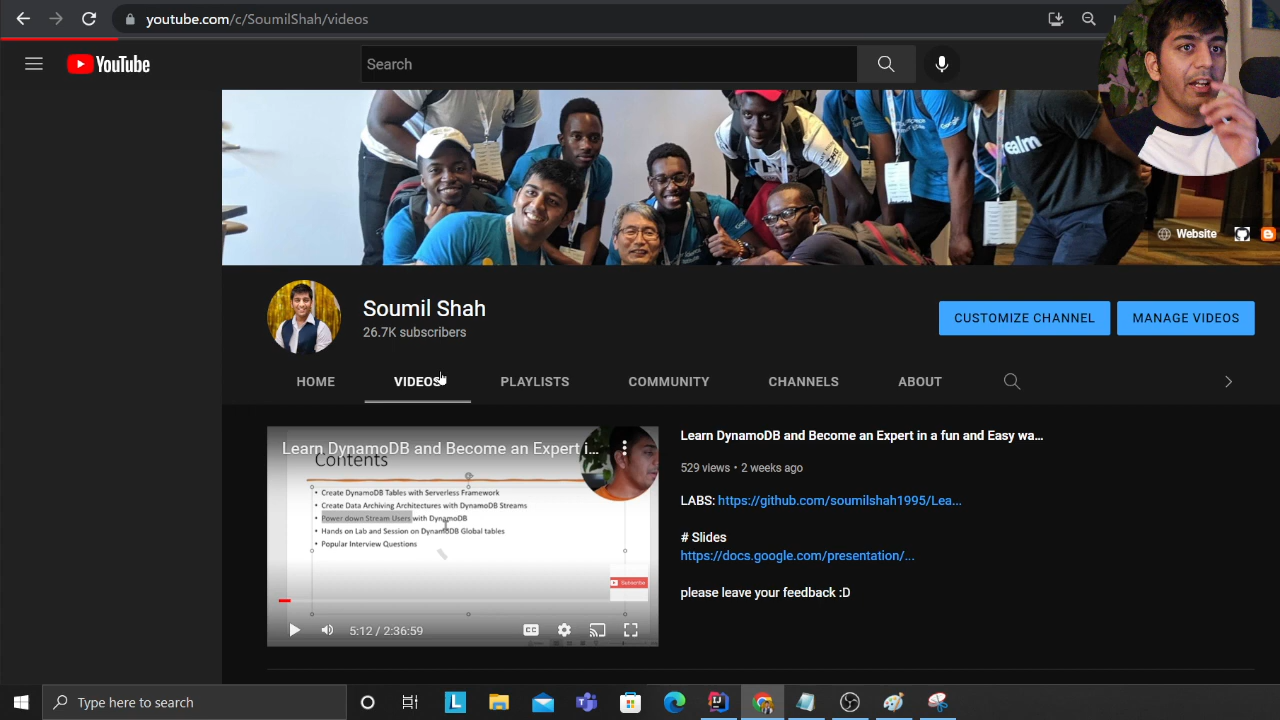 youtube.com/c/SoumilShah/videos
YouTube
Search
realm
Website
Soumil Shah
26.7K subscribers
CUSTOMIZE CHANNEL
MANAGE VIDEOS
HOME
VIDEOS
PLAYLISTS
COMMUNITY
CHANNELS
ABOUT
Learn DynamoDB and Become an Expert i...
Contents
• Create DynamoDB Tables with Serverless Framework
• Create Data Archiving Architectures with DynamoDB Streams
• Power down Stream Users with DynamoDB
• Hands on Lab and Session on DynamoDB Global tables
• Popular Interview Questions
Subscribe
CC
5:12 / 2:36:59
Learn DynamoDB and Become an Expert in a fun and Easy wa...
529 views • 2 weeks ago
LABS: https://github.com/soumilshah1995/Lea...
# Slides
https://docs.google.com/presentation/...
please leave your feedback :D
Type here to search
L